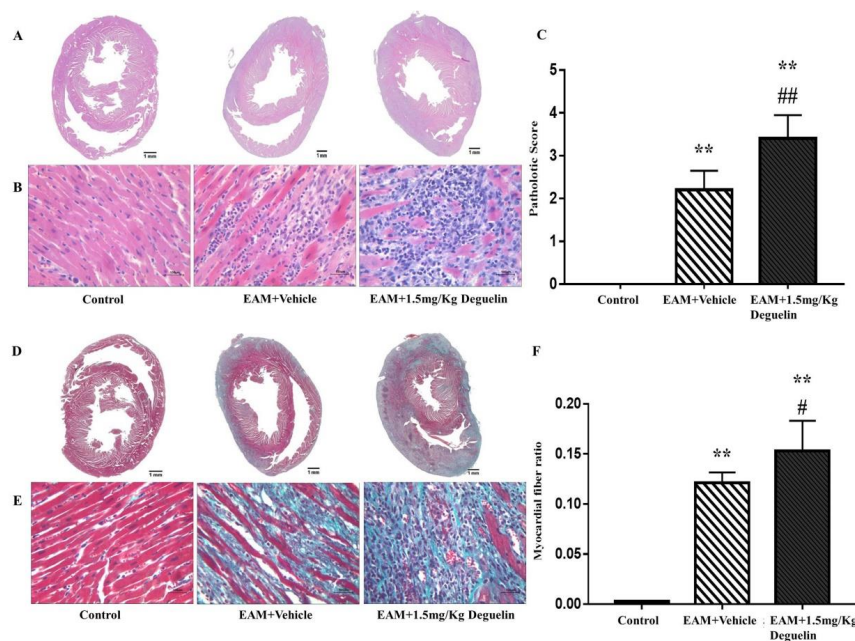 A
1 mm
1 mm
1 mm
B
Control
EAM+Vehicle
EAM+1.5mg/Kg Deguelin
C
Patholotic Score
5
4
3
2
1
0
**
**
##
Control
EAM+Vehicle
EAM+1.5mg/Kg
Deguelin
D
1 mm
1 mm
1 mm
E
Control
EAM+Vehicle
EAM+1.5mg/Kg Deguelin
F
Myocardial fiber ratio
0.20
0.15
0.10
0.05
0.00
**
**
#
Control
EAM+Vehicle
EAM+1.5mg/Kg
Deguelin